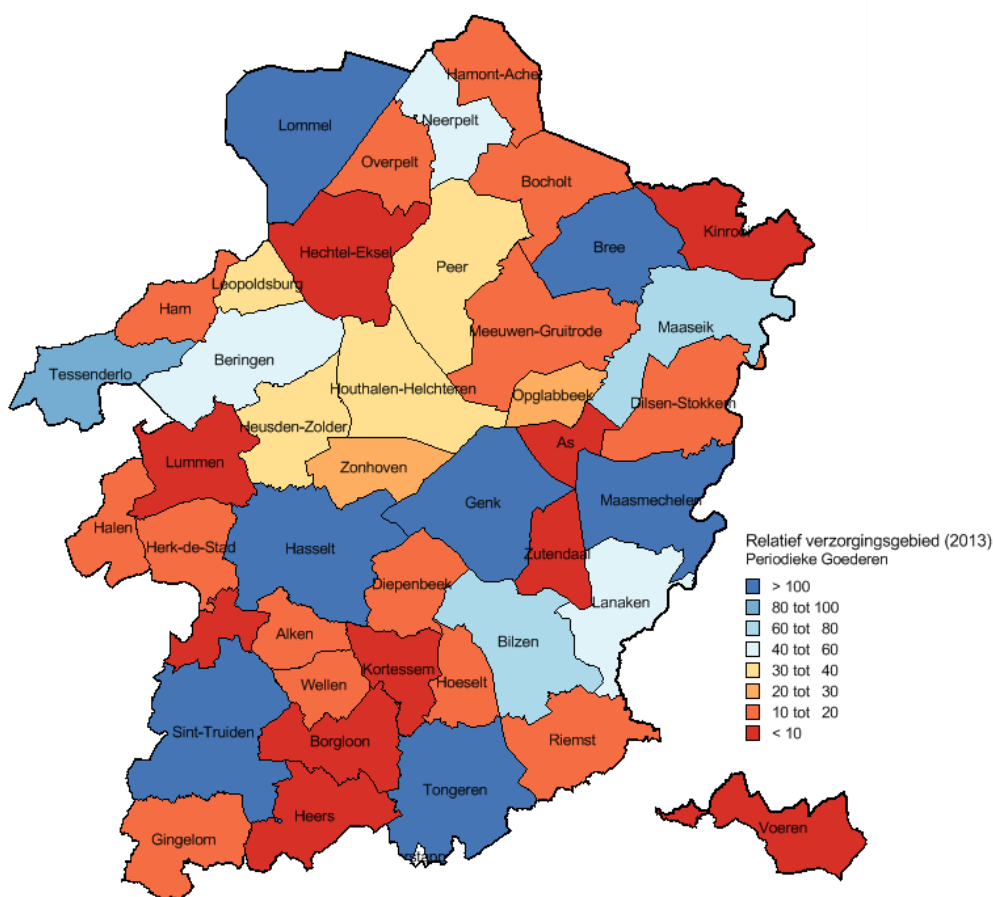 Hamont-Ache
Neerpelt
Lommel
Overpelt
Bocholt
Kinrooi
Bree
Hechtel-Eksel
Peer
Leopoldsburg
Ham
Maaseik
Meeuwen-Gruitrode
Beringen
Tessenderlo
Houthalen-Helchteren
Opglabbeek
Dilsen-Stokkem
Heusden-Zolder
As
Lummen
Zonhoven
Genk
Maasmechelen
Halen
Herk-de-Stad
Hasselt
Zutendaal
Relatief verzorgingsgebied (2013)
Periodieke Goederen
> 100
80 tot 100
60 tot 80
40 tot 60
30 tot 40
20 tot 30
10 tot 20
< 10
Diepenbeek
Lanaken
Alken
Bilzen
Kortessem
Hoeselt
Wellen
Sint-Truiden
Borgloon
Riemst
Tongeren
Heers
Voeren
Gingelom